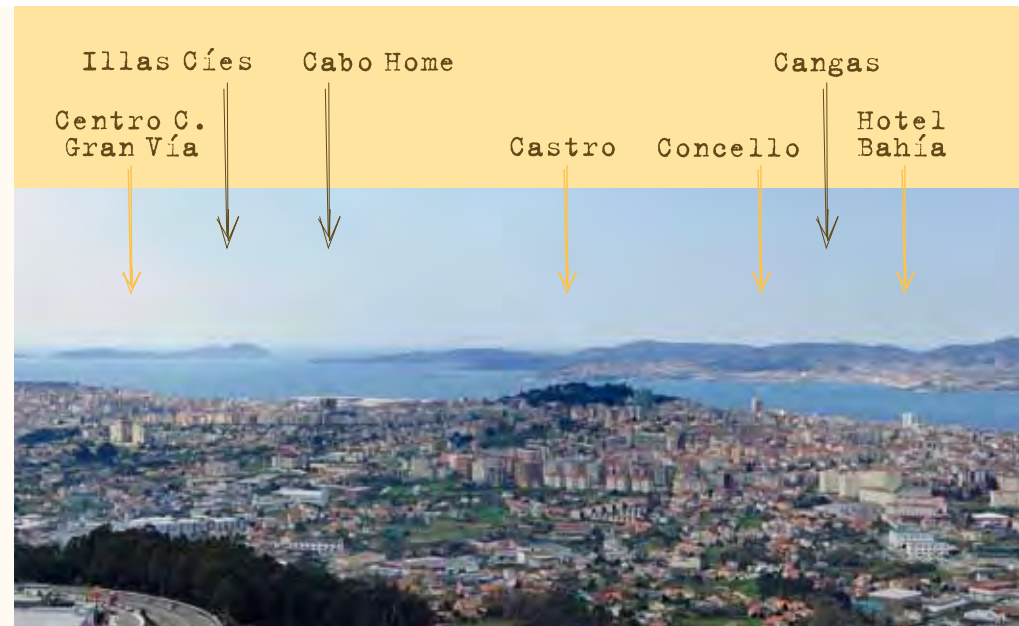 Illas Cíes
Cabo Home
Cangas
Centro C.
Gran Vía
Castro
Concello
Hotel
Bahía